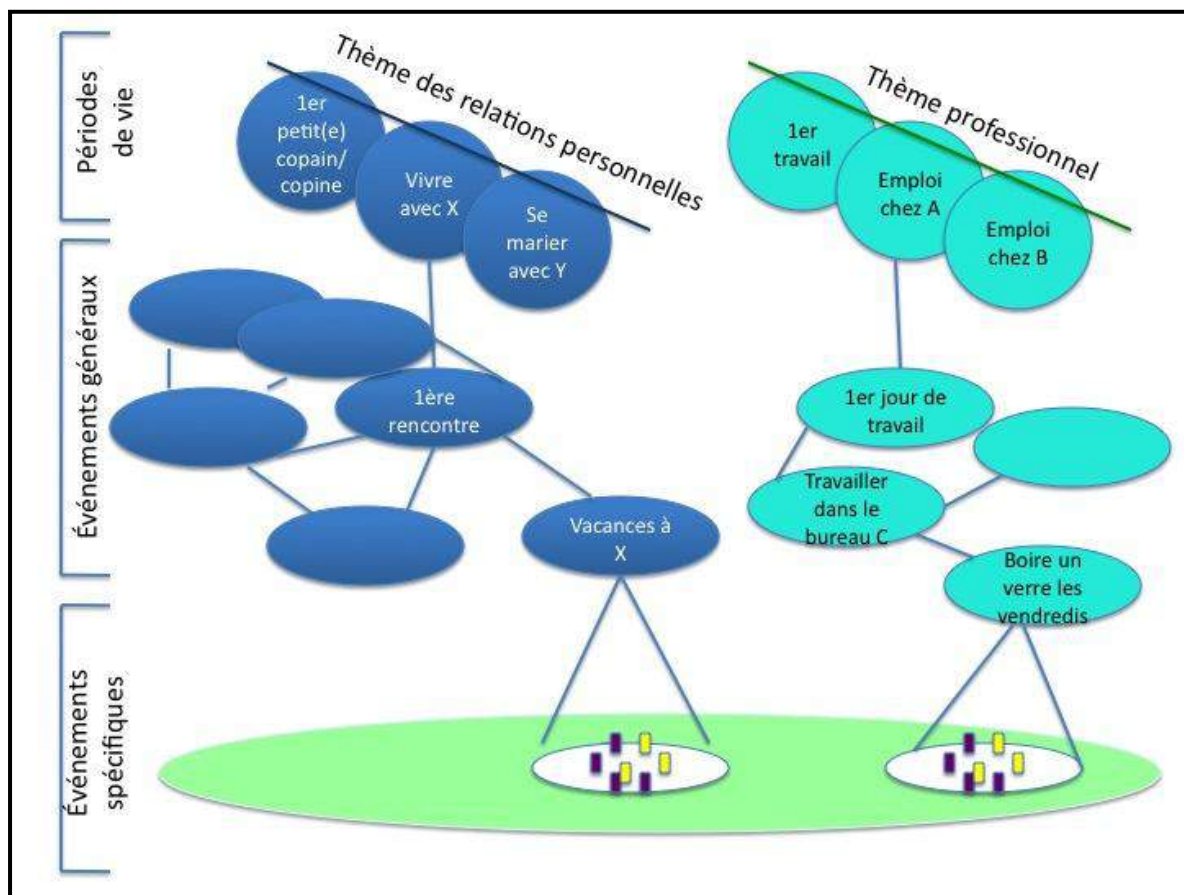 Périodes
de vie
Thème des relations personnelles
1er
petit(e)
copain/
copine
Vivre
avec X
Se
marier
avec Y
Thème professionnel
1er
travail
Emploi
chez A
Emploi
chez B
Événements généraux
1ère
rencontre
Vacances à
X
1er jour de
travail
Travailler
dans le
bureau C
Boire un
verre les
vendredis
Événements
spécifiques